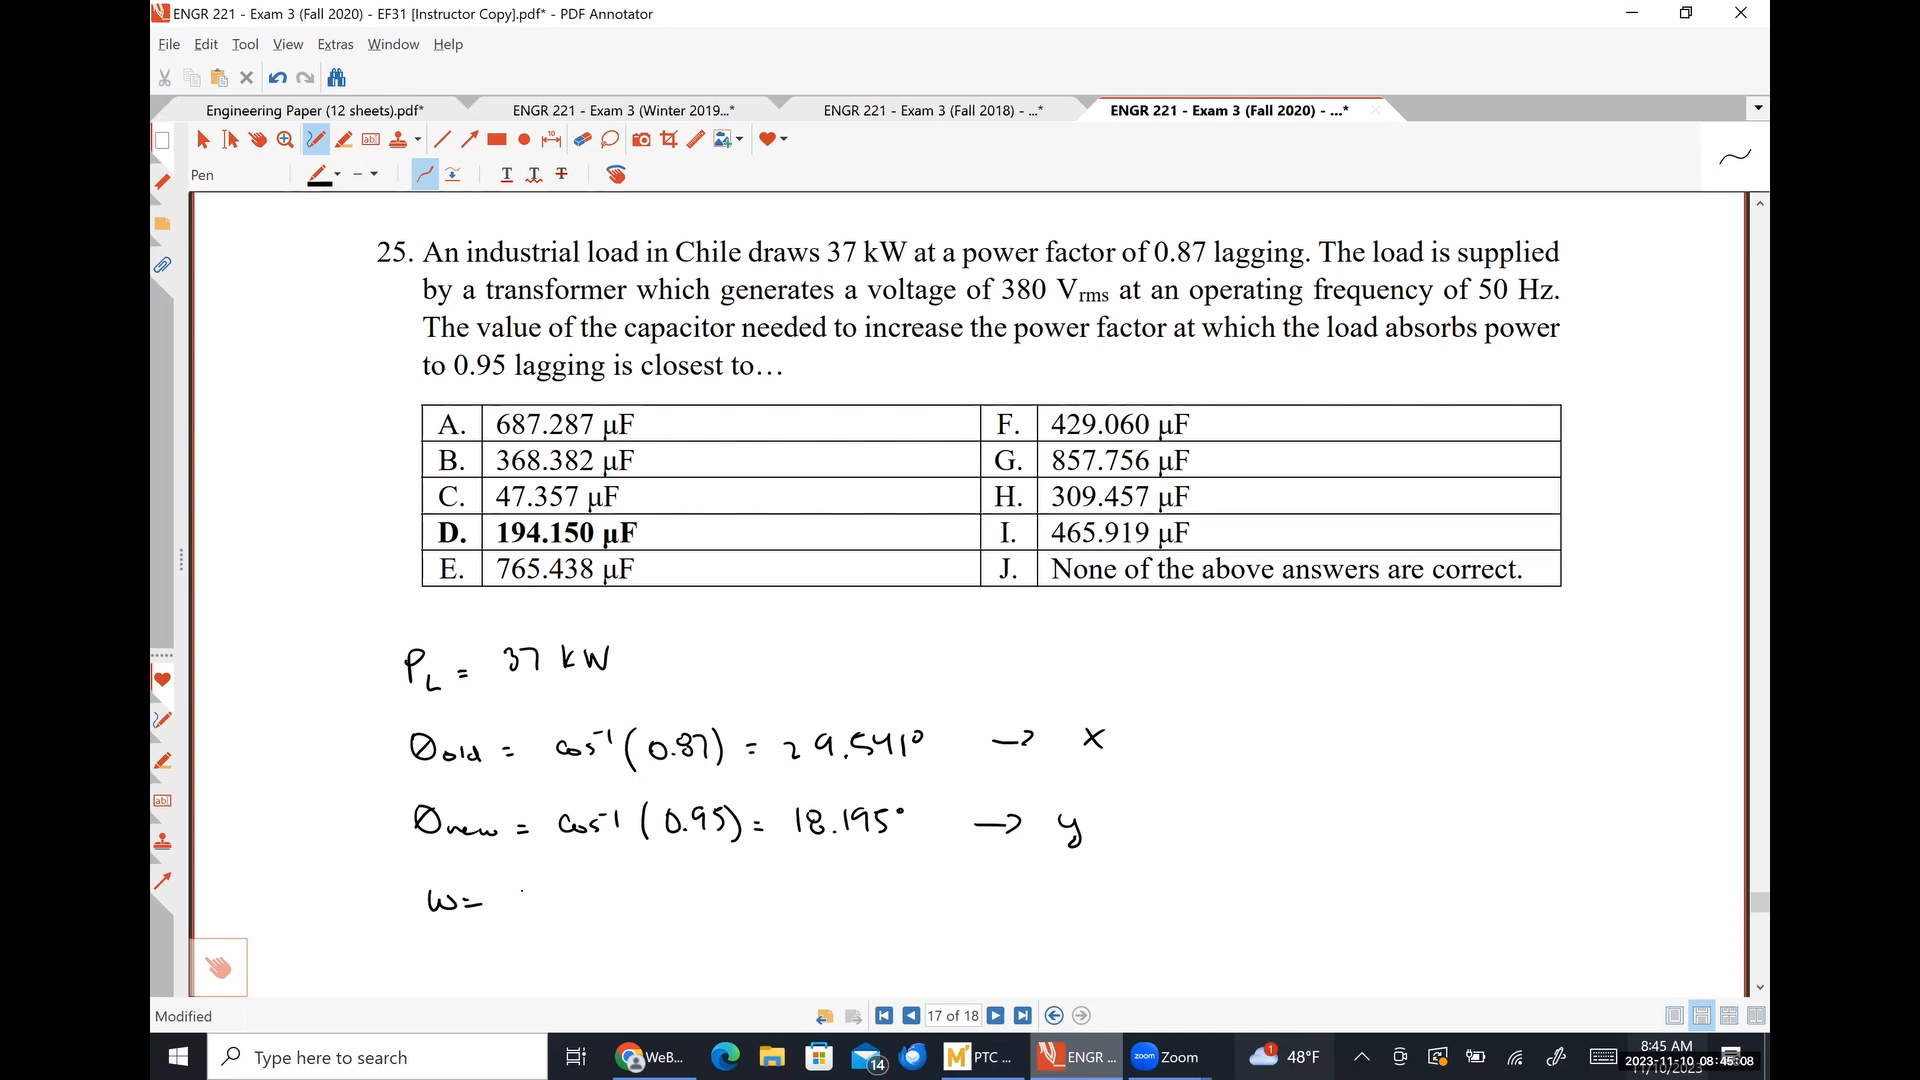 ENGR 221 - Exam 3 (Fall 2020) - EF31 [Instructor Copy].pdf* - PDF Annotator
File Edit Tool View Extras Window Help
Engineering Paper (12 sheets).pdf* ENGR 221 - Exam 3 (Winter 2019...* ENGR 221 - Exam 3 (Fall 2018) - ...* ENGR 221 - Exam 3 (Fall 2020) - ...*
Pen
25. An industrial load in Chile draws 37 kW at a power factor of 0.87 lagging. The load is supplied
by a transformer which generates a voltage of 380 Vrms at an operating frequency of 50 Hz.
The value of the capacitor needed to increase the power factor at which the load absorbs power
to 0.95 lagging is closest to…
A. 687.287 μF F. 429.060 μF
B. 368.382 μF G. 857.756 μF
C. 47.357 μF H. 309.457 μF
D. 194.150 μF I. 465.919 μF
E. 765.438 μF J. None of the above answers are correct.
P_L = 37 kW
θold = cos⁻¹(0.87) = 29.541° → x
θnew = cos⁻¹(0.95) = 18.195° → y
ω =
Modified 17 of 18
Type here to search 14 WeB... PTC ... ENGR ... zoom Zoom 1 48°F 8:45 AM
2023-11-10 08:45:08
11/10/2023